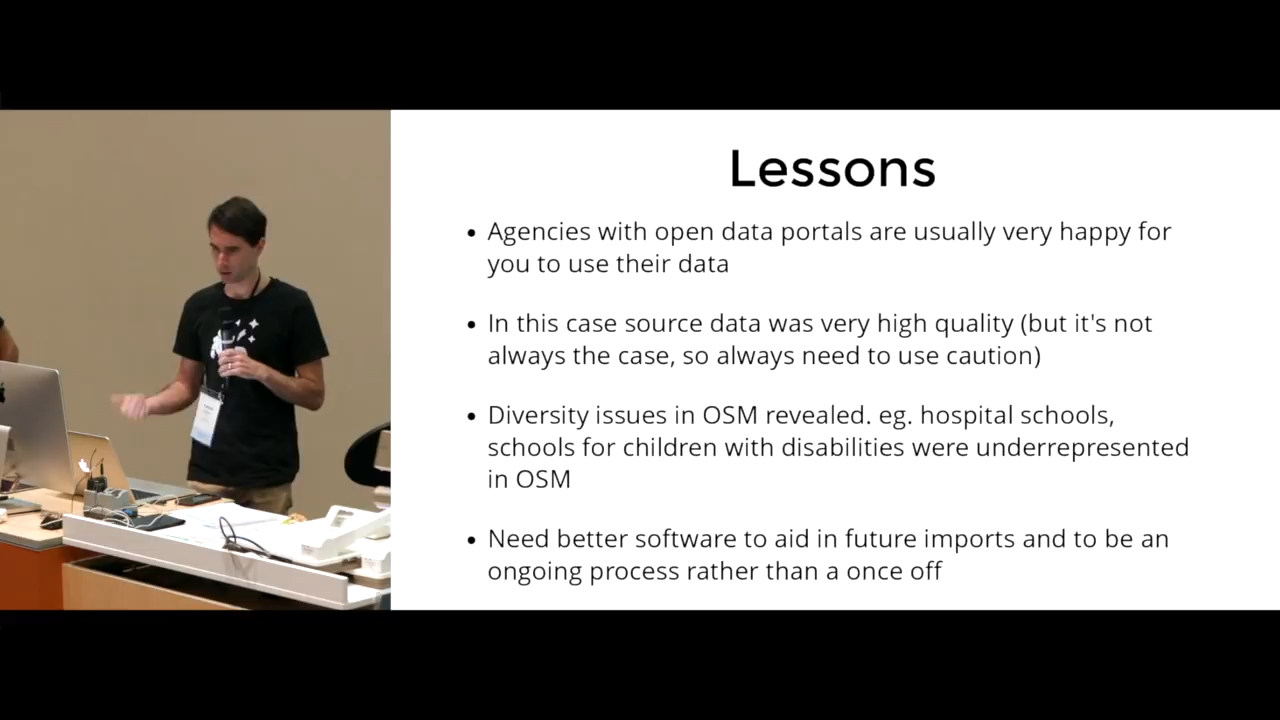 Lessons
Agencies with open data portals are usually very happy for
you to use their data
In this case source data was very high quality (but it's not
always the case, so always need to use caution)
Diversity issues in OSM revealed. eg. hospital schools,
schools for children with disabilities were underrepresented
in OSM
Need better software to aid in future imports and to be an
ongoing process rather than a once off